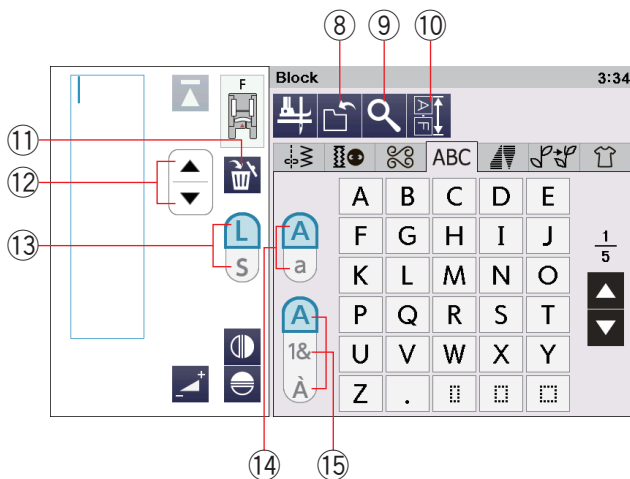 ⑧ ⑨ ⑩
F
Block 3:34
A
F
⑪
⑫
ABC
A B C D E
⑬
L
S
A
a
F G H I J
1
5
K L M N O
P Q R S T
A
1&
À
U V W X Y
Z .
⑭ ⑮